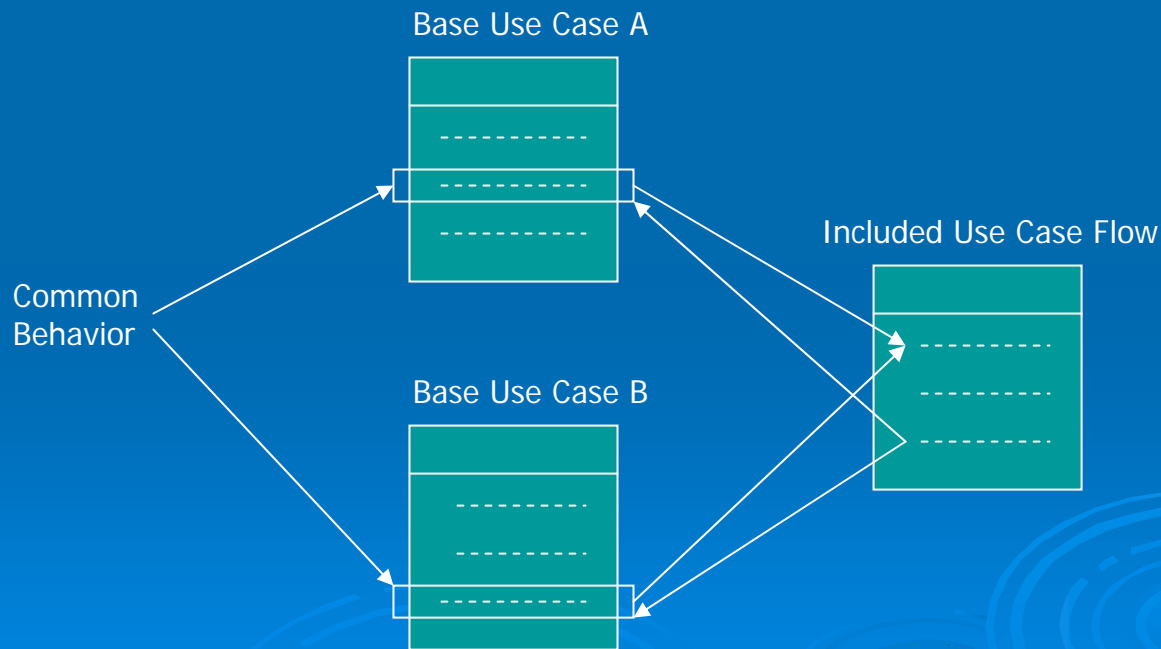 Base Use Case A
Included Use Case Flow
Common
Behavior
Base Use Case B